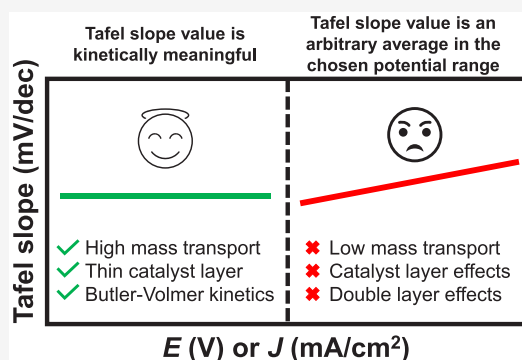 Tafel slope value is
kinetically meaningful
Tafel slope value is an
arbitrary average in the
chosen potential range
Tafel slope (mV/dec)
High mass transport
Thin catalyst layer
Butler-Volmer kinetics
Low mass transport
Catalyst layer effects
Double layer effects
E (V) or J (mA/cm²)